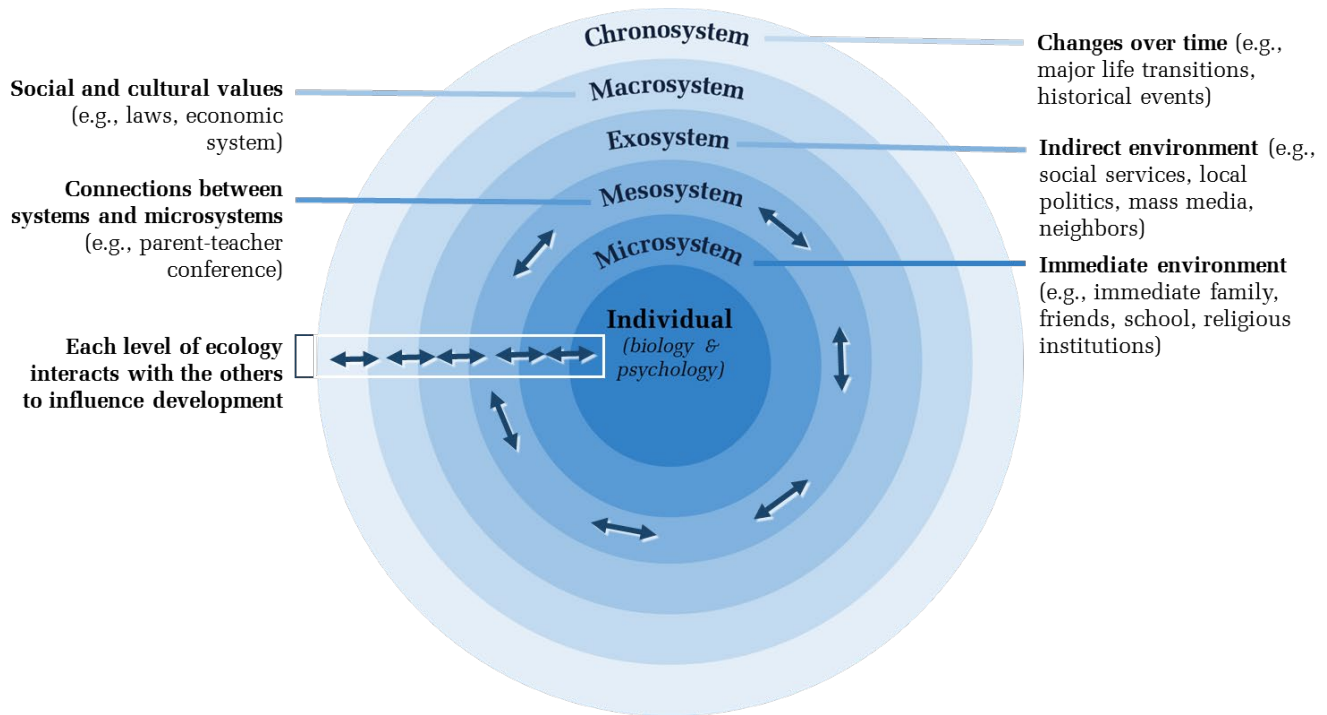 Chronosystem
Macrosystem
Exosystem
Mesosystem
Microsystem
Individual
(biology &
psychology)
Social and cultural values
(e.g., laws, economic
system)
Connections between
systems and microsystems
(e.g., parent-teacher
conference)
Each level of ecology
interacts with the others
to influence development
Changes over time (e.g.,
major life transitions,
historical events)
Indirect environment (e.g.,
social services, local
politics, mass media,
neighbors)
Immediate environment
(e.g., immediate family,
friends, school, religious
institutions)